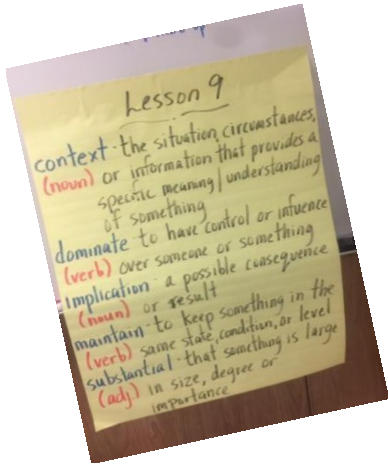 Lesson 9
context - the situation, circumstances,
(noun) or information that provides a
specific meaning/understanding
of something
dominate to have control or infuence
(verb) over someone or something
implication - a possible consequence
(noun) or result
maintain - to keep something in the
(verb) same state, condition, or level
substantial - that something is large
(adj) in size, degree or
importance